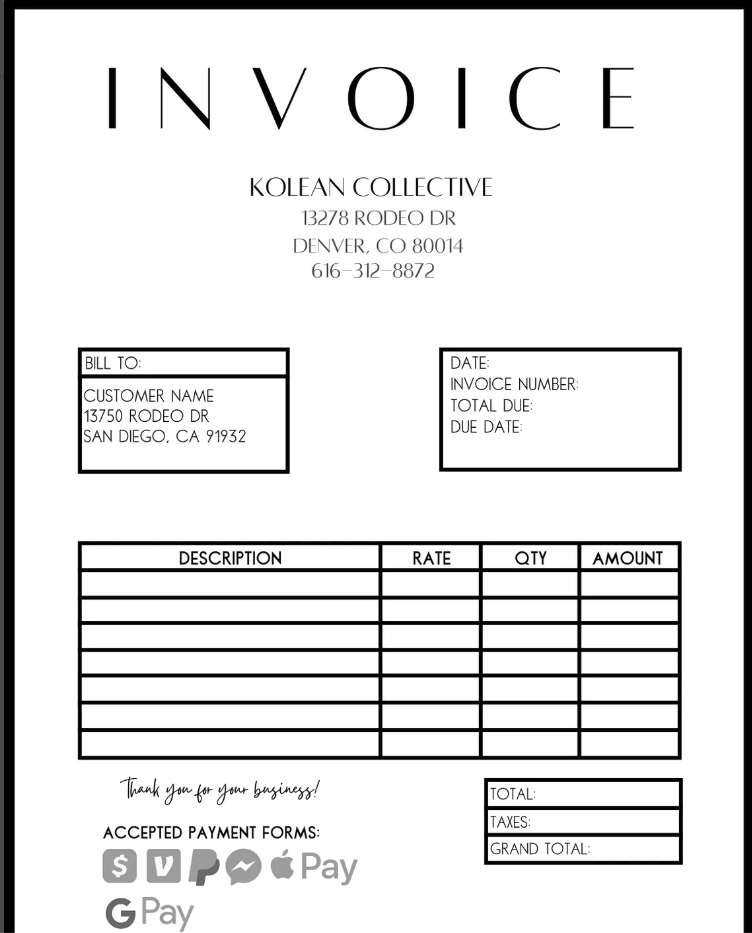 INVOICE
KOLEAN COLLECTIVE
13278 RODEO DR
DENVER, CO 80014
616-312-8872
BILL TO:
CUSTOMER NAME
13750 RODEO DR
SAN DIEGO, CA 91932
DATE:
INVOICE NUMBER:
TOTAL DUE:
DUE DATE:
DESCRIPTION RATE QTY AMOUNT
Thank you for your business!
ACCEPTED PAYMENT FORMS:
$ V P Pay
G Pay
TOTAL:
TAXES:
GRAND TOTAL: